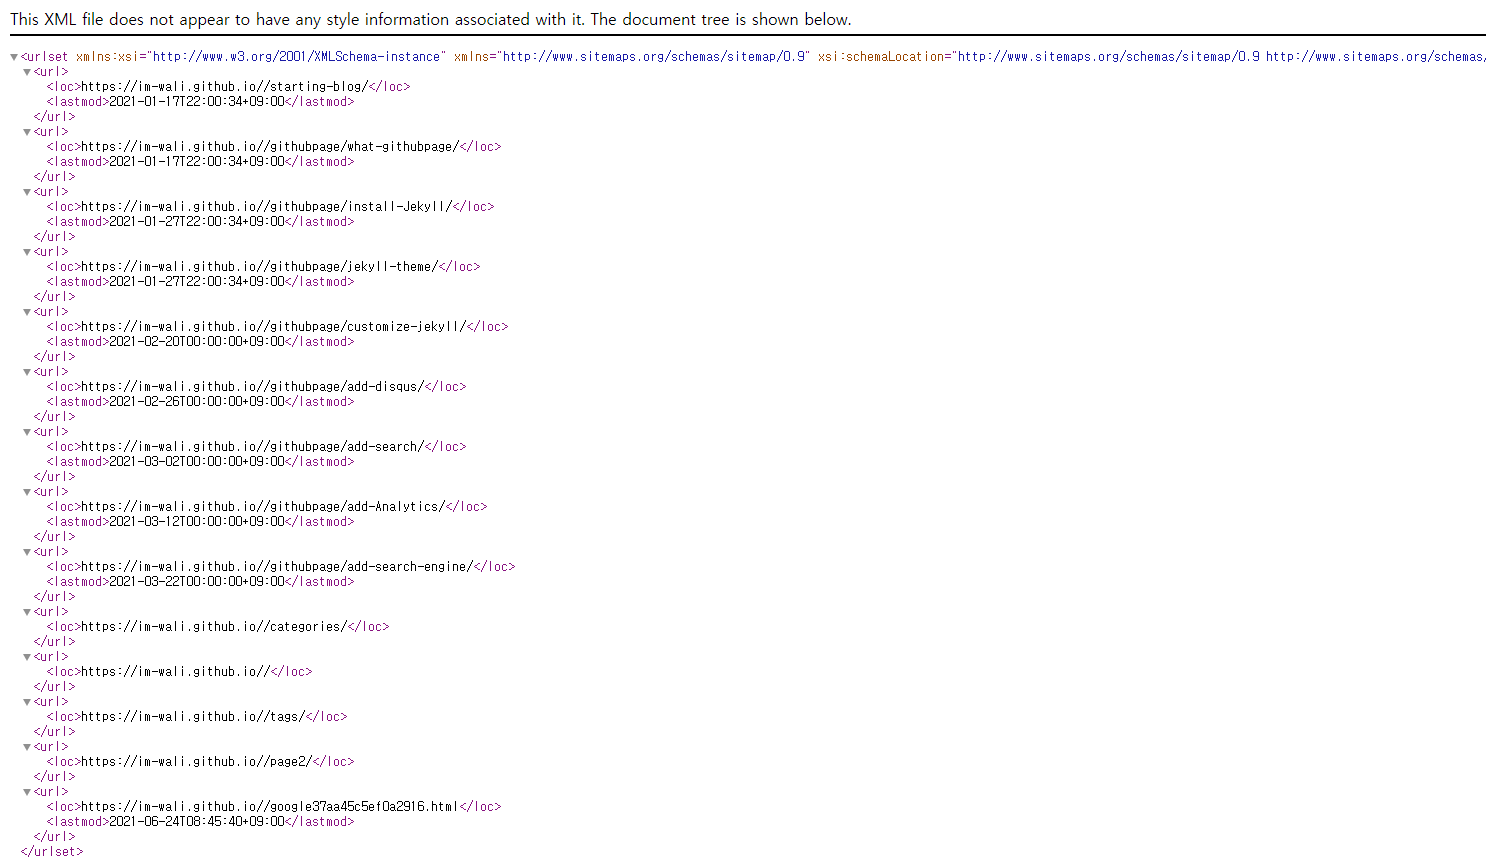 This XML file does not appear to have any style information associated with it. The document tree is shown below.
▼<urlset xmlns:xsi="http://www.w3.org/2001/XMLSchema-instance" xmlns="http://www.sitemaps.org/schemas/sitemap/0.9" xsi:schemaLocation="http://www.sitemaps.org/schemas/sitemap/0.9 http://www.sitemaps.org/schemas/
▼<url>
<loc>https://im-wali.github.io//starting-blog/</loc>
<lastmod>2021-01-17T22:00:34+09:00</lastmod>
</url>
▼<url>
<loc>https://im-wali.github.io//githubpage/what-githubpage/</loc>
<lastmod>2021-01-17T22:00:34+09:00</lastmod>
</url>
▼<url>
<loc>https://im-wali.github.io//githubpage/install-Jekyll/</loc>
<lastmod>2021-01-27T22:00:34+09:00</lastmod>
</url>
▼<url>
<loc>https://im-wali.github.io//githubpage/jekyll-theme/</loc>
<lastmod>2021-01-27T22:00:34+09:00</lastmod>
</url>
▼<url>
<loc>https://im-wali.github.io//githubpage/customize-jekyll/</loc>
<lastmod>2021-02-20T00:00:00+09:00</lastmod>
</url>
▼<url>
<loc>https://im-wali.github.io//githubpage/add-disqus/</loc>
<lastmod>2021-02-26T00:00:00+09:00</lastmod>
</url>
▼<url>
<loc>https://im-wali.github.io//githubpage/add-search/</loc>
<lastmod>2021-03-02T00:00:00+09:00</lastmod>
</url>
▼<url>
<loc>https://im-wali.github.io//githubpage/add-Analytics/</loc>
<lastmod>2021-03-12T00:00:00+09:00</lastmod>
</url>
▼<url>
<loc>https://im-wali.github.io//githubpage/add-search-engine/</loc>
<lastmod>2021-03-22T00:00:00+09:00</lastmod>
</url>
▼<url>
<loc>https://im-wali.github.io//categories/</loc>
</url>
▼<url>
<loc>https://im-wali.github.io//</loc>
</url>
▼<url>
<loc>https://im-wali.github.io//tags/</loc>
</url>
▼<url>
<loc>https://im-wali.github.io//page2/</loc>
</url>
▼<url>
<loc>https://im-wali.github.io//google37aa45c5ef0a2916.html</loc>
<lastmod>2021-06-24T08:45:40+09:00</lastmod>
</url>
</urlset>